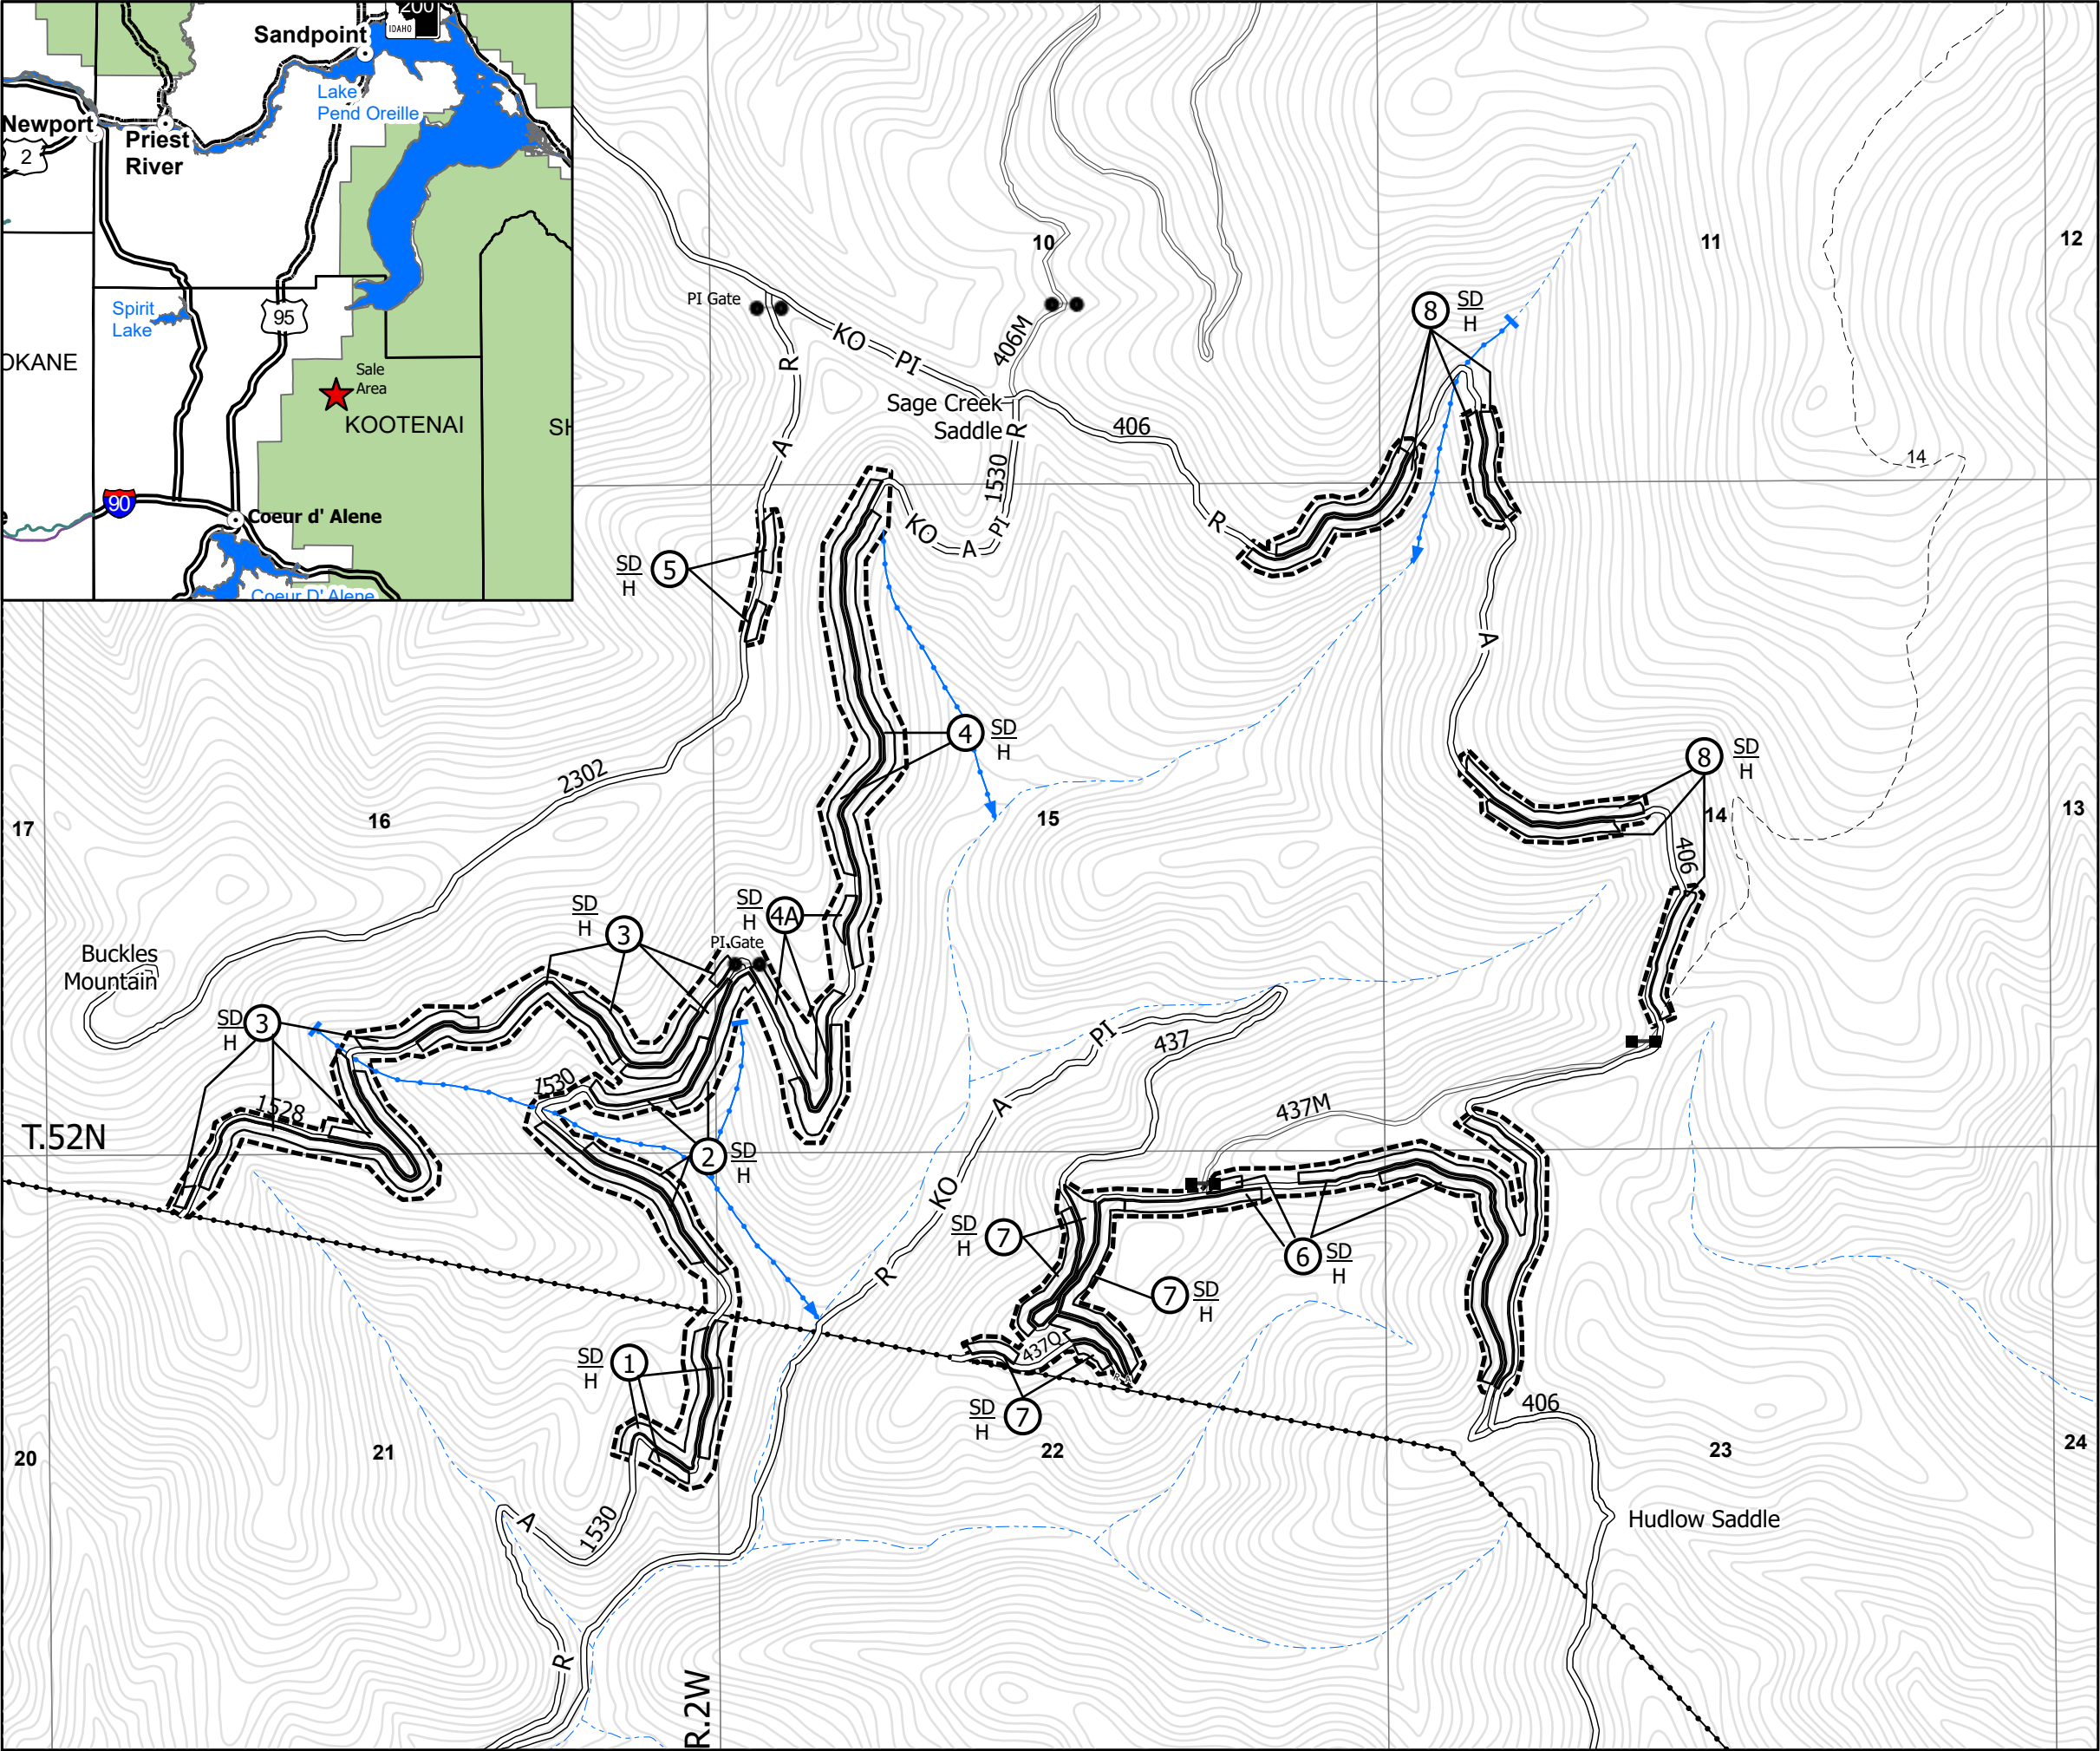 200
IDAHO
Sandpoint
Lake
Pend Oreille
Newport
Priest
River
2
Spirit
Lake
95
OKANE
Sale
Area
KOOTENAI
SH
90
Coeur d' Alene
Coeur D' Alene
10
11
12
PI Gate
KO
PI
406M
R
A
Sage Creek
Saddle
R
406
1530
PI
A
KO
R
8
SD
H
14
5
SD
H
A
2302
4
SD
H
8
SD
H
17
16
15
14
13
406
Buckles
Mountain
SD
H
3
SD
H
4A
PI Gate
SD
H
3
1528
1530
T.52N
2
SD
H
PI
437
A
KO
R
437M
SD
H
7
6
SD
H
7
SD
H
437Q
SD
H
7
SD
H
1
406
20
21
22
23
24
A
1530
Hudlow Saddle
R
R.2W